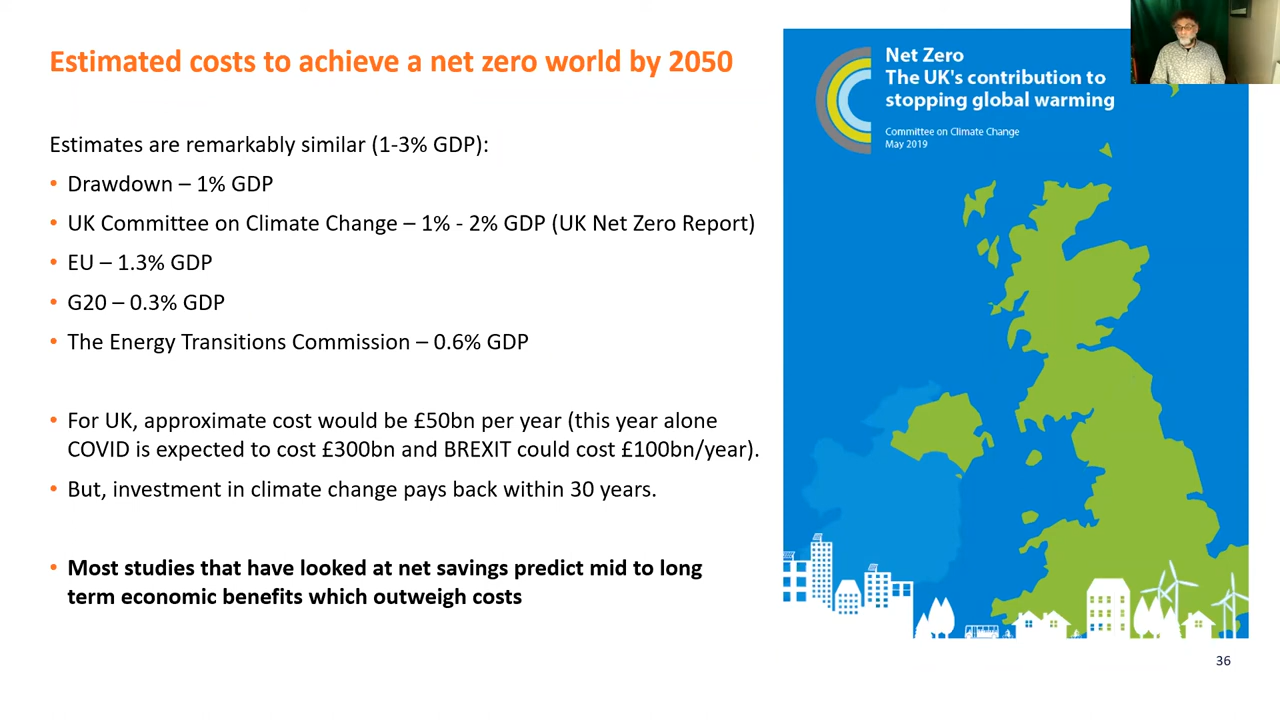 Estimated costs to achieve a net zero world by 2050
Estimates are remarkably similar (1-3% GDP):
• Drawdown – 1% GDP
• UK Committee on Climate Change – 1% - 2% GDP (UK Net Zero Report)
• EU – 1.3% GDP
• G20 – 0.3% GDP
• The Energy Transitions Commission – 0.6% GDP
• For UK, approximate cost would be £50bn per year (this year alone
COVID is expected to cost £300bn and BREXIT could cost £100bn/year).
• But, investment in climate change pays back within 30 years.
• Most studies that have looked at net savings predict mid to long
term economic benefits which outweigh costs
Net Zero
The UK's contribution to
stopping global warming
Committee on Climate Change
May 2019
36